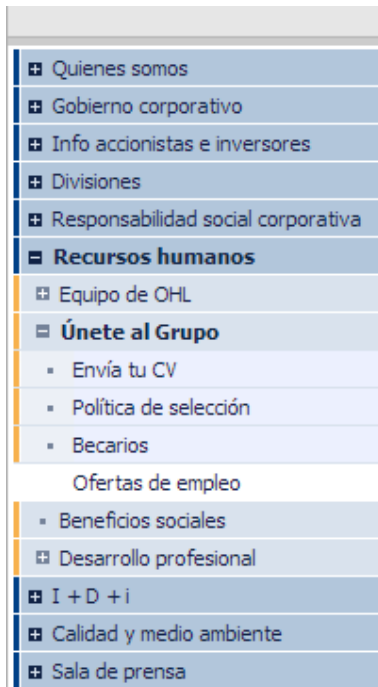 Quienes somos
Gobierno corporativo
Info accionistas e inversores
Divisiones
Responsabilidad social corporativa
Recursos humanos
Equipo de OHL
Únete al Grupo
Envía tu CV
Política de selección
Becarios
Ofertas de empleo
Beneficios sociales
Desarrollo profesional
I + D + i
Calidad y medio ambiente
Sala de prensa